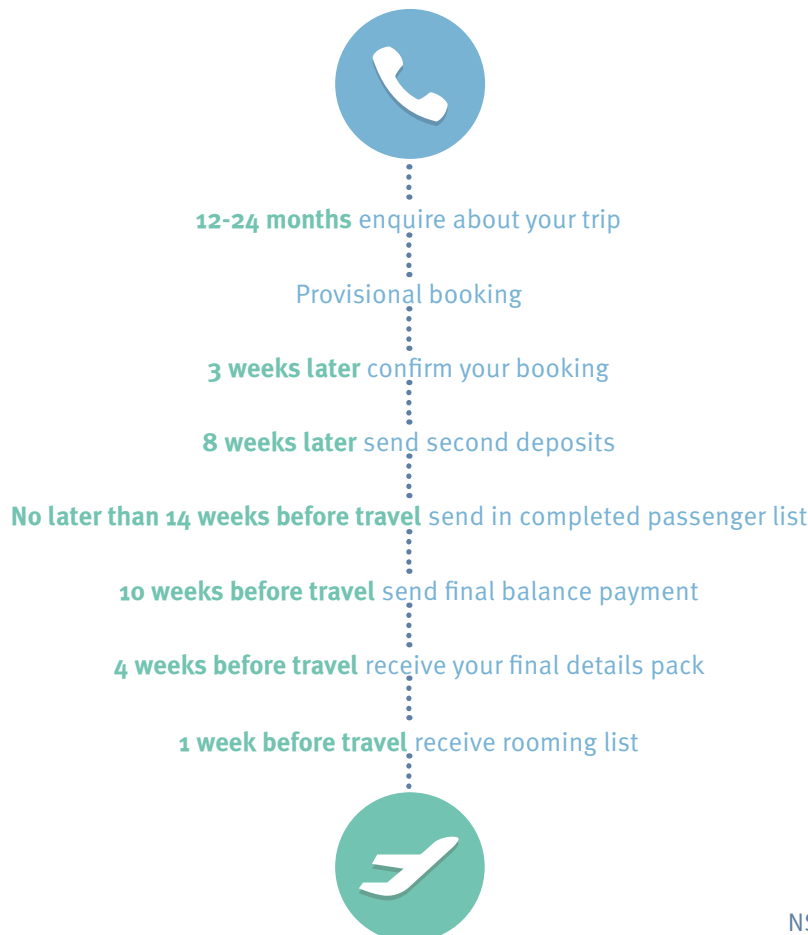 12-24 months enquire about your trip
Provisional booking
3 weeks later confirm your booking
8 weeks later send second deposits
No later than 14 weeks before travel send in completed passenger list
10 weeks before travel send final balance payment
4 weeks before travel receive your final details pack
1 week before travel receive rooming list